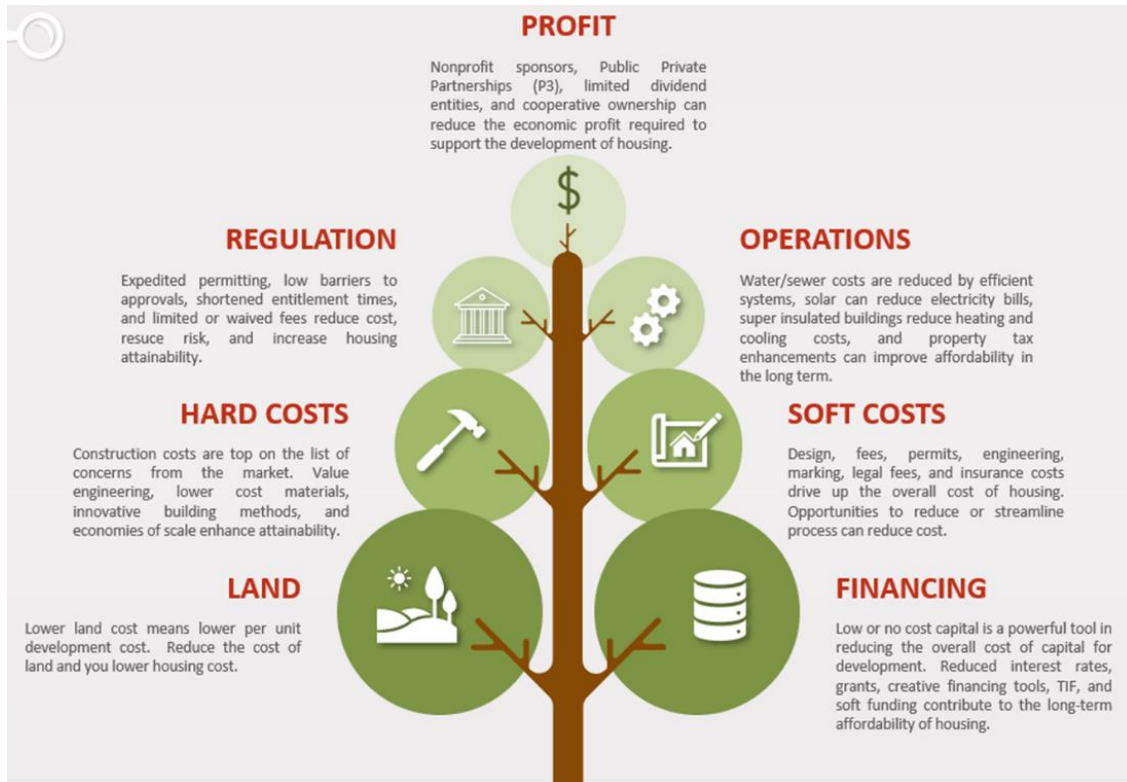 PROFIT
Nonprofit sponsors, Public Private
Partnerships (P3), limited dividend
entities, and cooperative ownership can
reduce the economic profit required to
support the development of housing.
$
REGULATION
Expedited permitting, low barriers to
approvals, shortened entitlement times,
and limited or waived fees reduce cost,
resuce risk, and increase housing
attainability.
OPERATIONS
Water/sewer costs are reduced by efficient
systems, solar can reduce electricity bills,
super insulated buildings reduce heating and
cooling costs, and property tax
enhancements can improve affordability in
the long term.
HARD COSTS
Construction costs are top on the list of
concerns from the market. Value
engineering, lower cost materials,
innovative building methods, and
economies of scale enhance attainability.
SOFT COSTS
Design, fees, permits, engineering,
marking, legal fees, and insurance costs
drive up the overall cost of housing.
Opportunities to reduce or streamline
process can reduce cost.
LAND
Lower land cost means lower per unit
development cost. Reduce the cost of
land and you lower housing cost.
FINANCING
Low or no cost capital is a powerful tool in
reducing the overall cost of capital for
development. Reduced interest rates,
grants, creative financing tools, TIF, and
soft funding contribute to the long-term
affordability of housing.